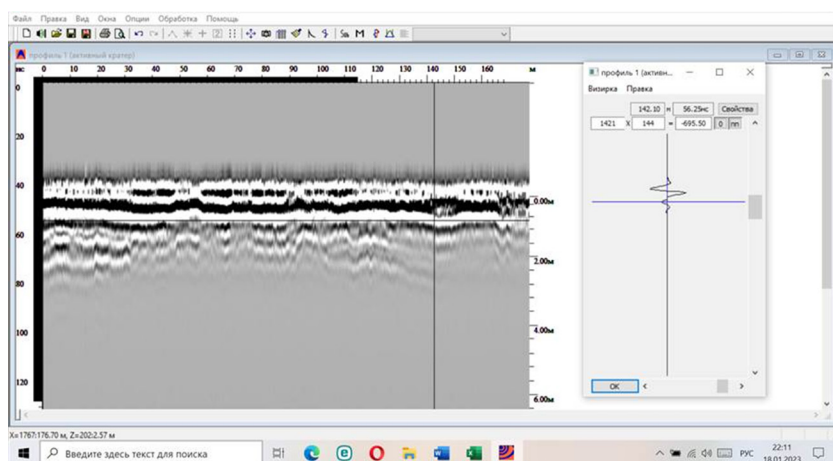 Файл Правка Вид Окна Опции Обработка Помощь
профиль 1 (активный кратер)
нс 0 10 20 30 40 50 60 70 80 90 100 110 120 130 140 150 160 м
0
20
40
60
80
100
120
0.00м
2.00м
4.00м
6.00м
профиль 1 (активн...
Визирка Правка
142.10 м 56.25нс Свойства
1421 X 144 = -695.50 0 пп
OK
X=1767:176.70 м, Z=202:2.57 м
Введите здесь текст для поиска
РУС
22:11
18.01.2023